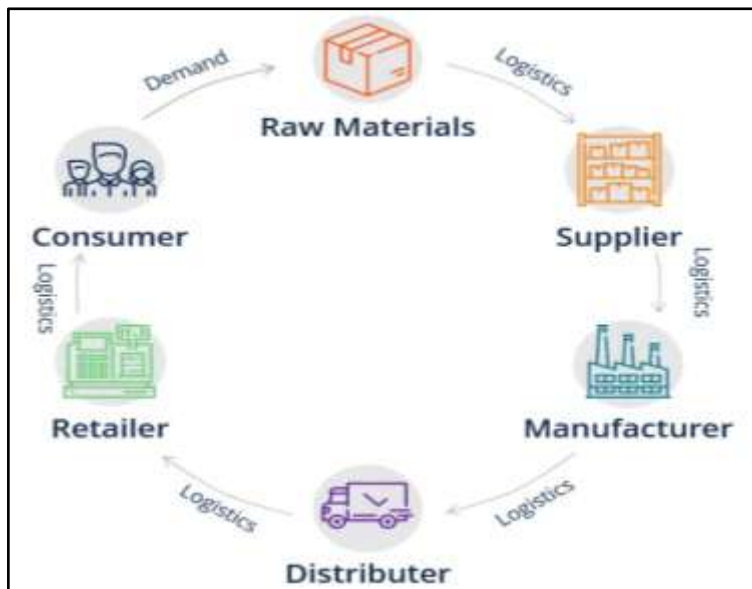 Demand
Raw Materials
Logistics
Supplier
Logistics
Manufacturer
Logistics
Distributer
Logistics
Retailer
Logistics
Consumer